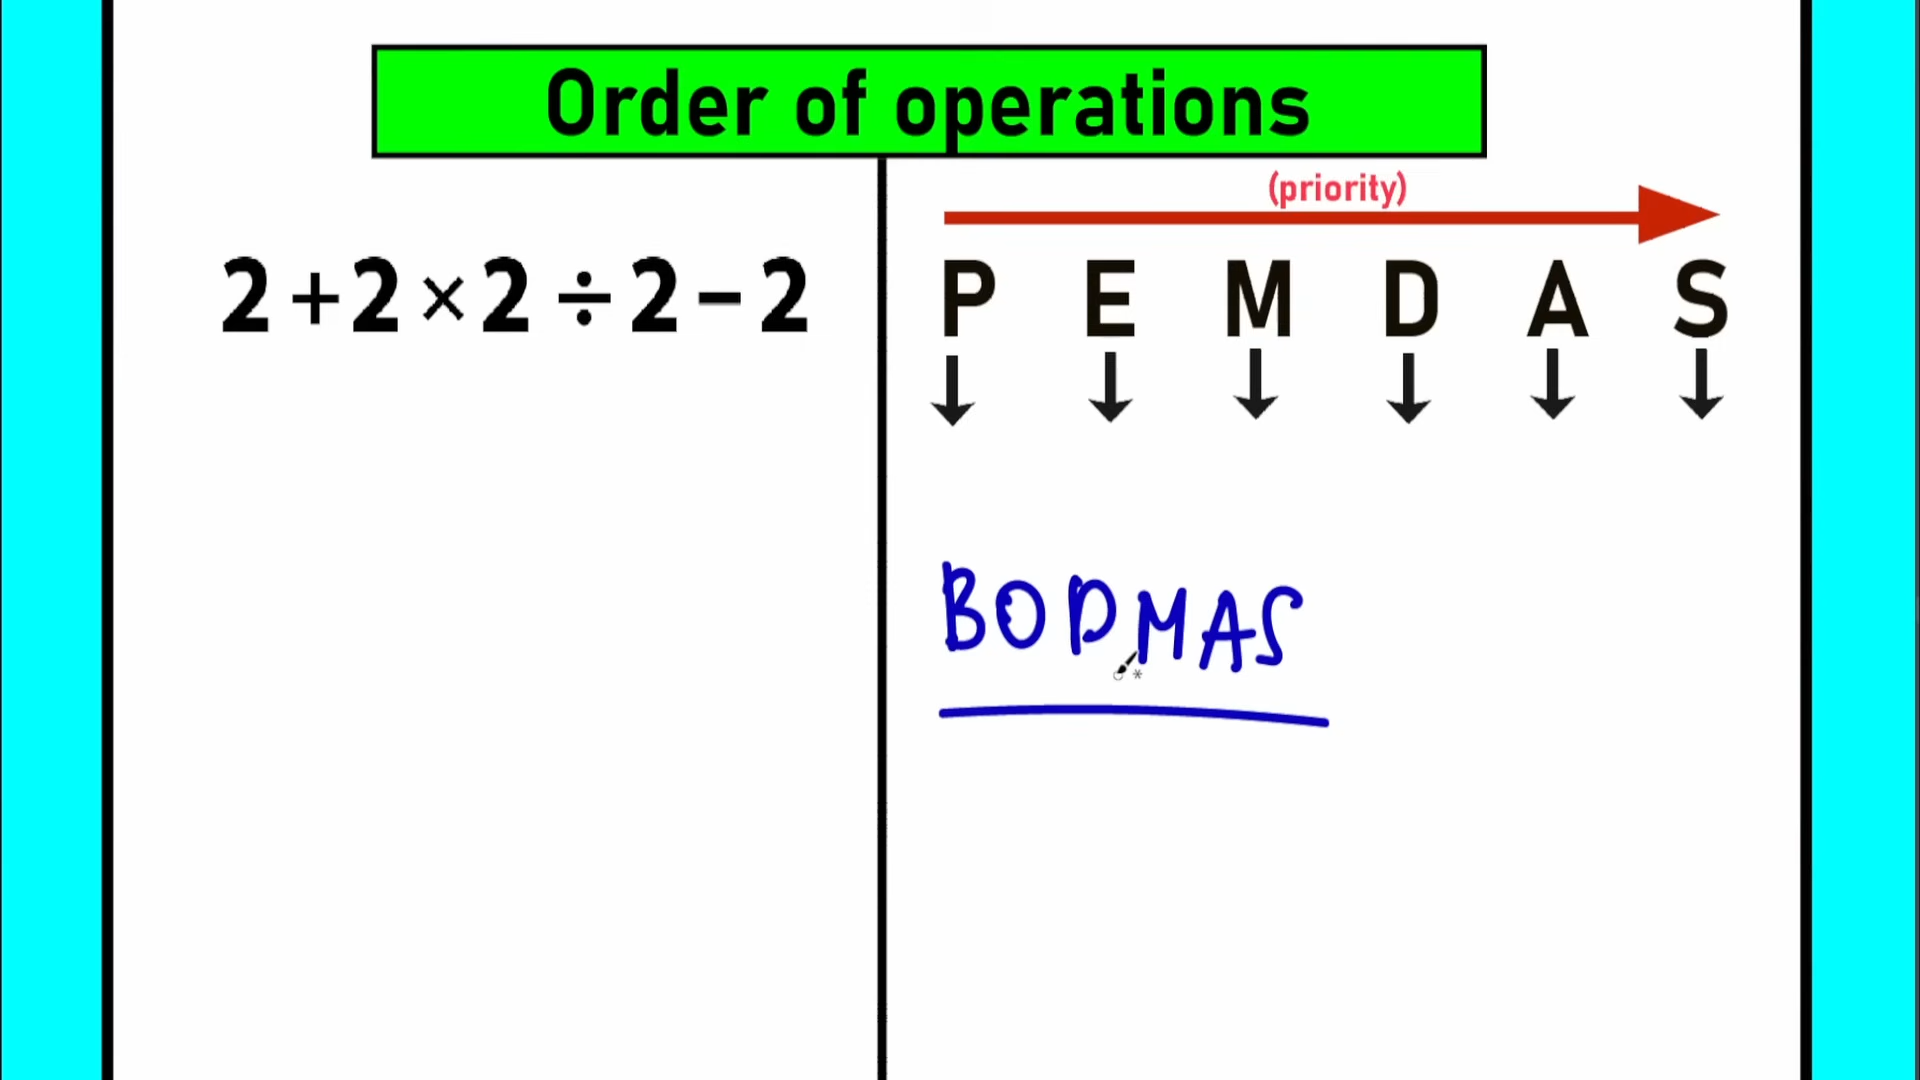 Order of operations
(priority)
2+2×2÷2−2
P E M D A S
BODMAS